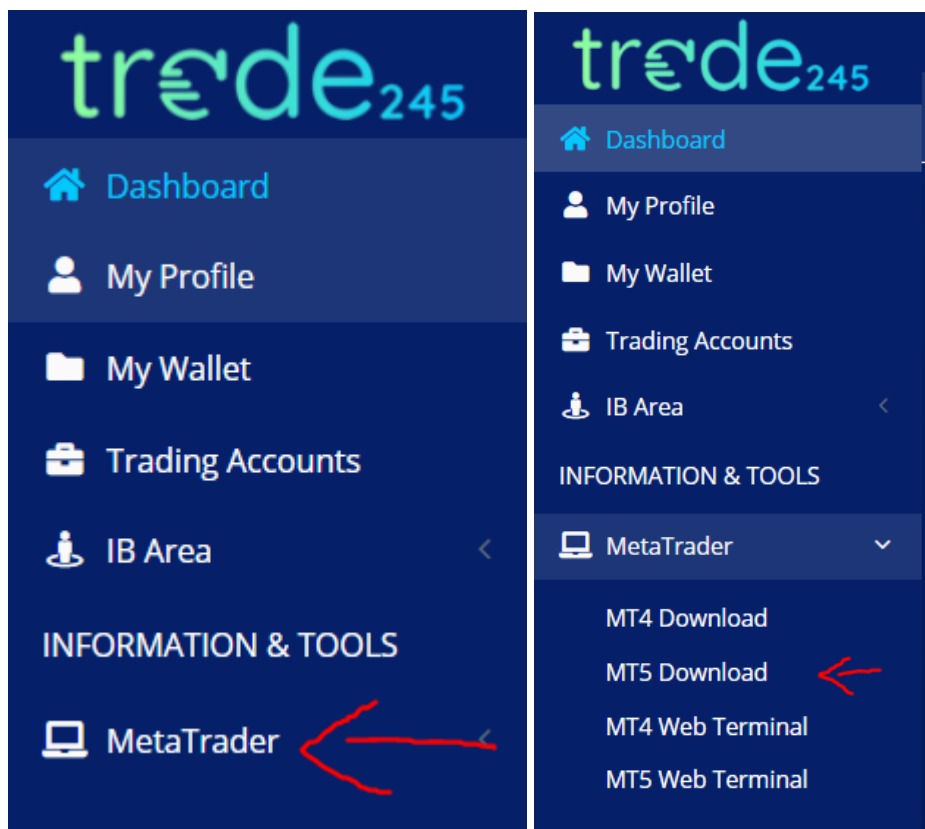 trade245
Dashboard
My Profile
My Wallet
Trading Accounts
IB Area
INFORMATION & TOOLS
MetaTrader
trade245
Dashboard
My Profile
My Wallet
Trading Accounts
IB Area
INFORMATION & TOOLS
MetaTrader
MT4 Download
MT5 Download
MT4 Web Terminal
MT5 Web Terminal